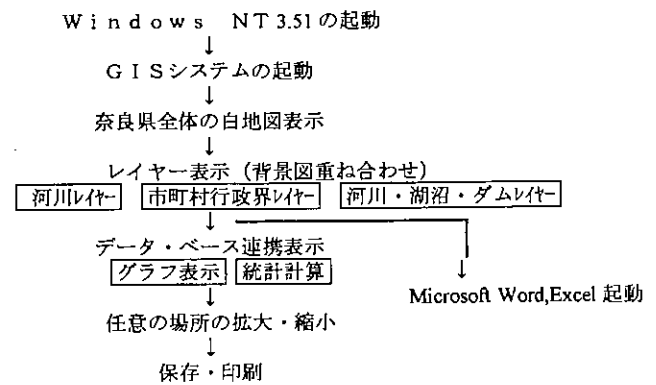 Ｗｉｎｄｏｗｓ　ＮＴ3.51の起動
↓
ＧＩＳシステムの起動
↓
奈良県全体の白地図表示
↓
レイヤー表示（背景図重ね合わせ）
河川ﾚｲﾔｰ 市町村行政界ﾚｲﾔｰ 河川・湖沼・ダムﾚｲﾔｰ
↓
データ・ベース連携表示
グラフ表示 統計計算
↓
↓
Microsoft Word,Excel 起動
任意の場所の拡大・縮小
↓
保存・印刷